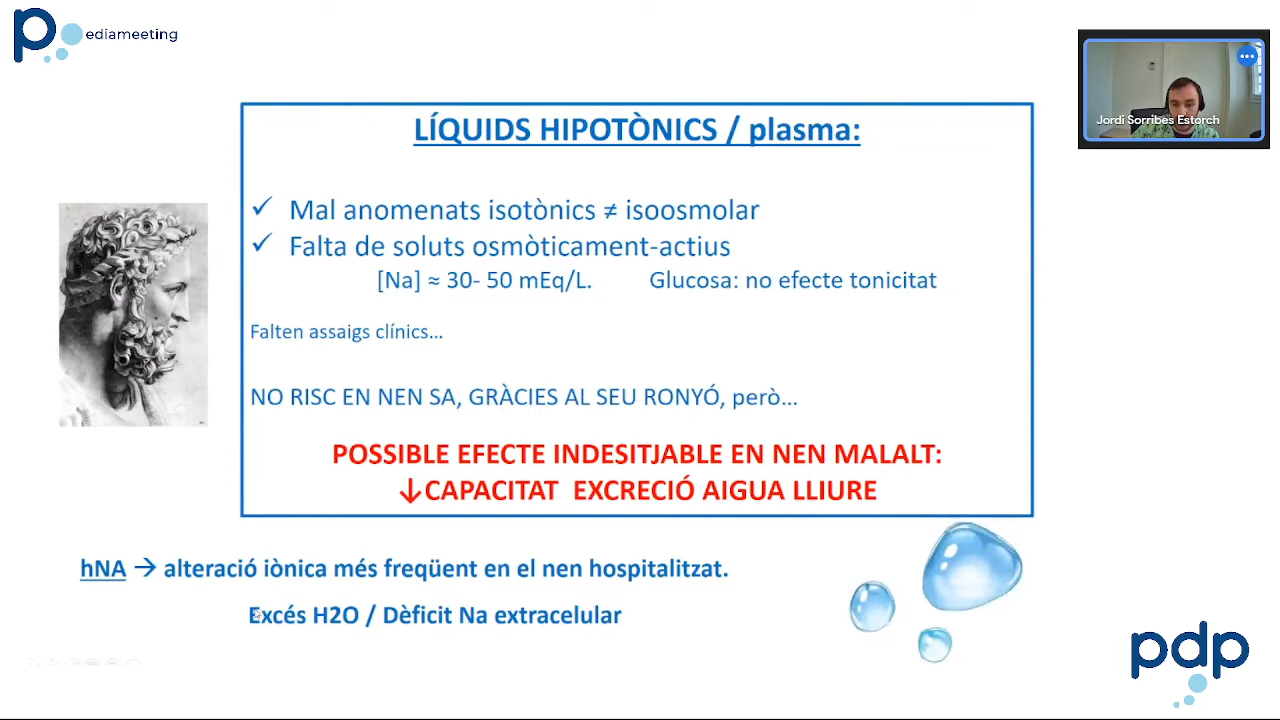 pediameeting
Jordi Sorribes Estorch
LÍQUIDS HIPOTÒNICS / plasma:
✓ Mal anomenats isotònics ≠ isoosmolar
✓ Falta de soluts osmòticament-actius
[Na] ≈ 30- 50 mEq/L. Glucosa: no efecte tonicitat
Falten assaigs clínics...
NO RISC EN NEN SA, GRÀCIES AL SEU RONYÓ, però...
POSSIBLE EFECTE INDESITJABLE EN NEN MALALT:
↓CAPACITAT EXCRECIÓ AIGUA LLIURE
hNA → alteració iònica més freqüent en el nen hospitalitzat.
Excés H2O / Dèficit Na extracelular
pdp